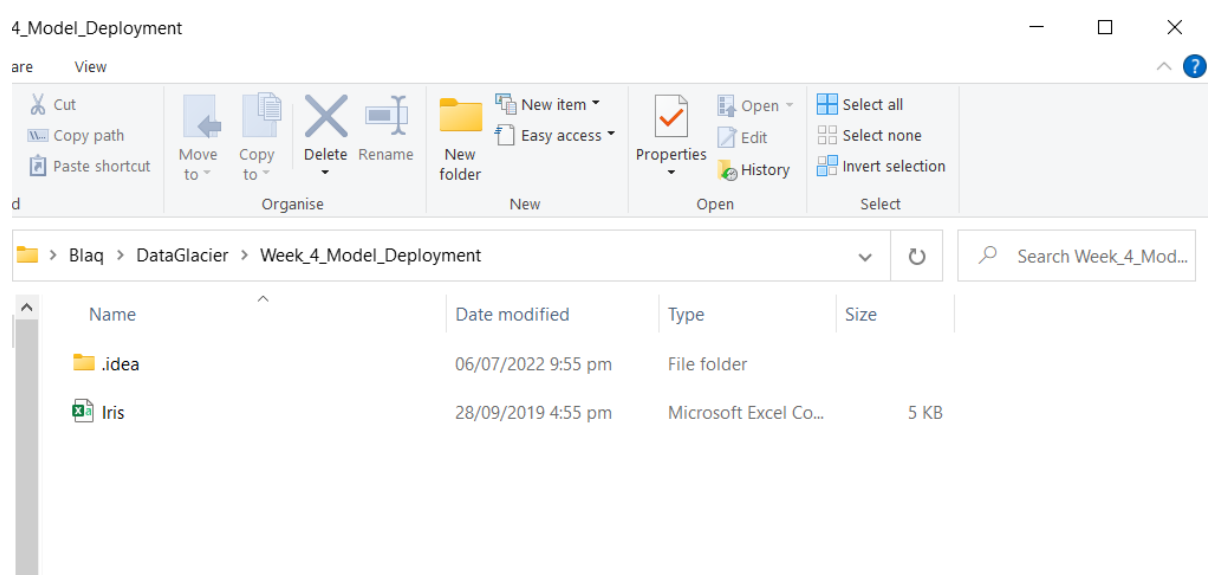 4_Model_Deployment
are View
Cut
Copy path
Paste shortcut
Move to
Copy to
Delete
Rename
New folder
New item
Easy access
Properties
Open
Edit
History
Select all
Select none
Invert selection
d Organise New Open Select
Blaq > DataGlacier > Week_4_Model_Deployment
Search Week_4_Mod...
Name Date modified Type Size
.idea 06/07/2022 9:55 pm File folder
Iris 28/09/2019 4:55 pm Microsoft Excel Co... 5 KB